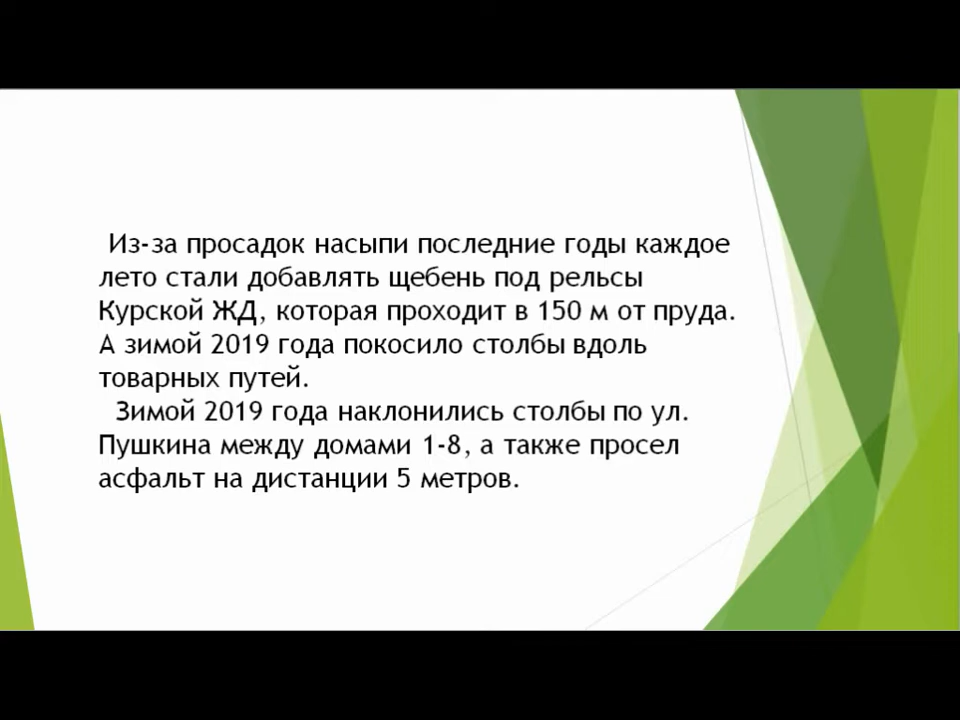 Из-за просадок насыпи последние годы каждое
лето стали добавлять щебень под рельсы
Курской ЖД, которая проходит в 150 м от пруда.
А зимой 2019 года покосило столбы вдоль
товарных путей.
Зимой 2019 года наклонились столбы по ул.
Пушкина между домами 1-8, а также просел
асфальт на дистанции 5 метров.